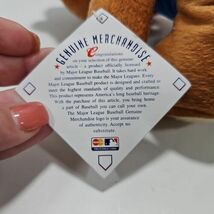 GENUINE MERCHANDISE
Congratulations
on your selection of this genuine
article - a product officially licensed
by Major League Baseball. It takes hard work
and commitment to make the Major Leagues. Every
Major League Baseball product is designed and crafted to
meet the highest standards of quality and performance.
This product represents America's long baseball heritage.
With the purchase of this article, you bring home
a part of Baseball you can call your own.
The Major League Baseball Genuine
Merchandise logo is your assurance
of authenticity. Accept no
substitute.